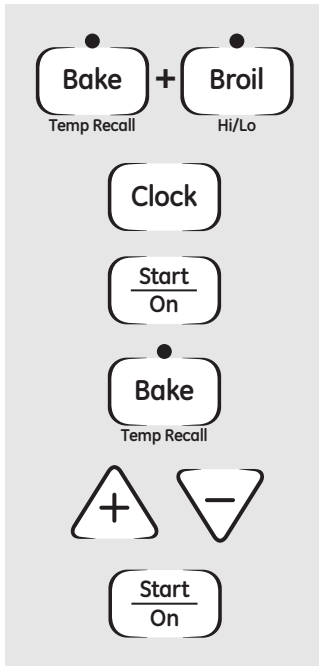 Bake + Broil
Temp Recall Hi/Lo
Clock
Start
On
Bake
Temp Recall
+ −
Start
On